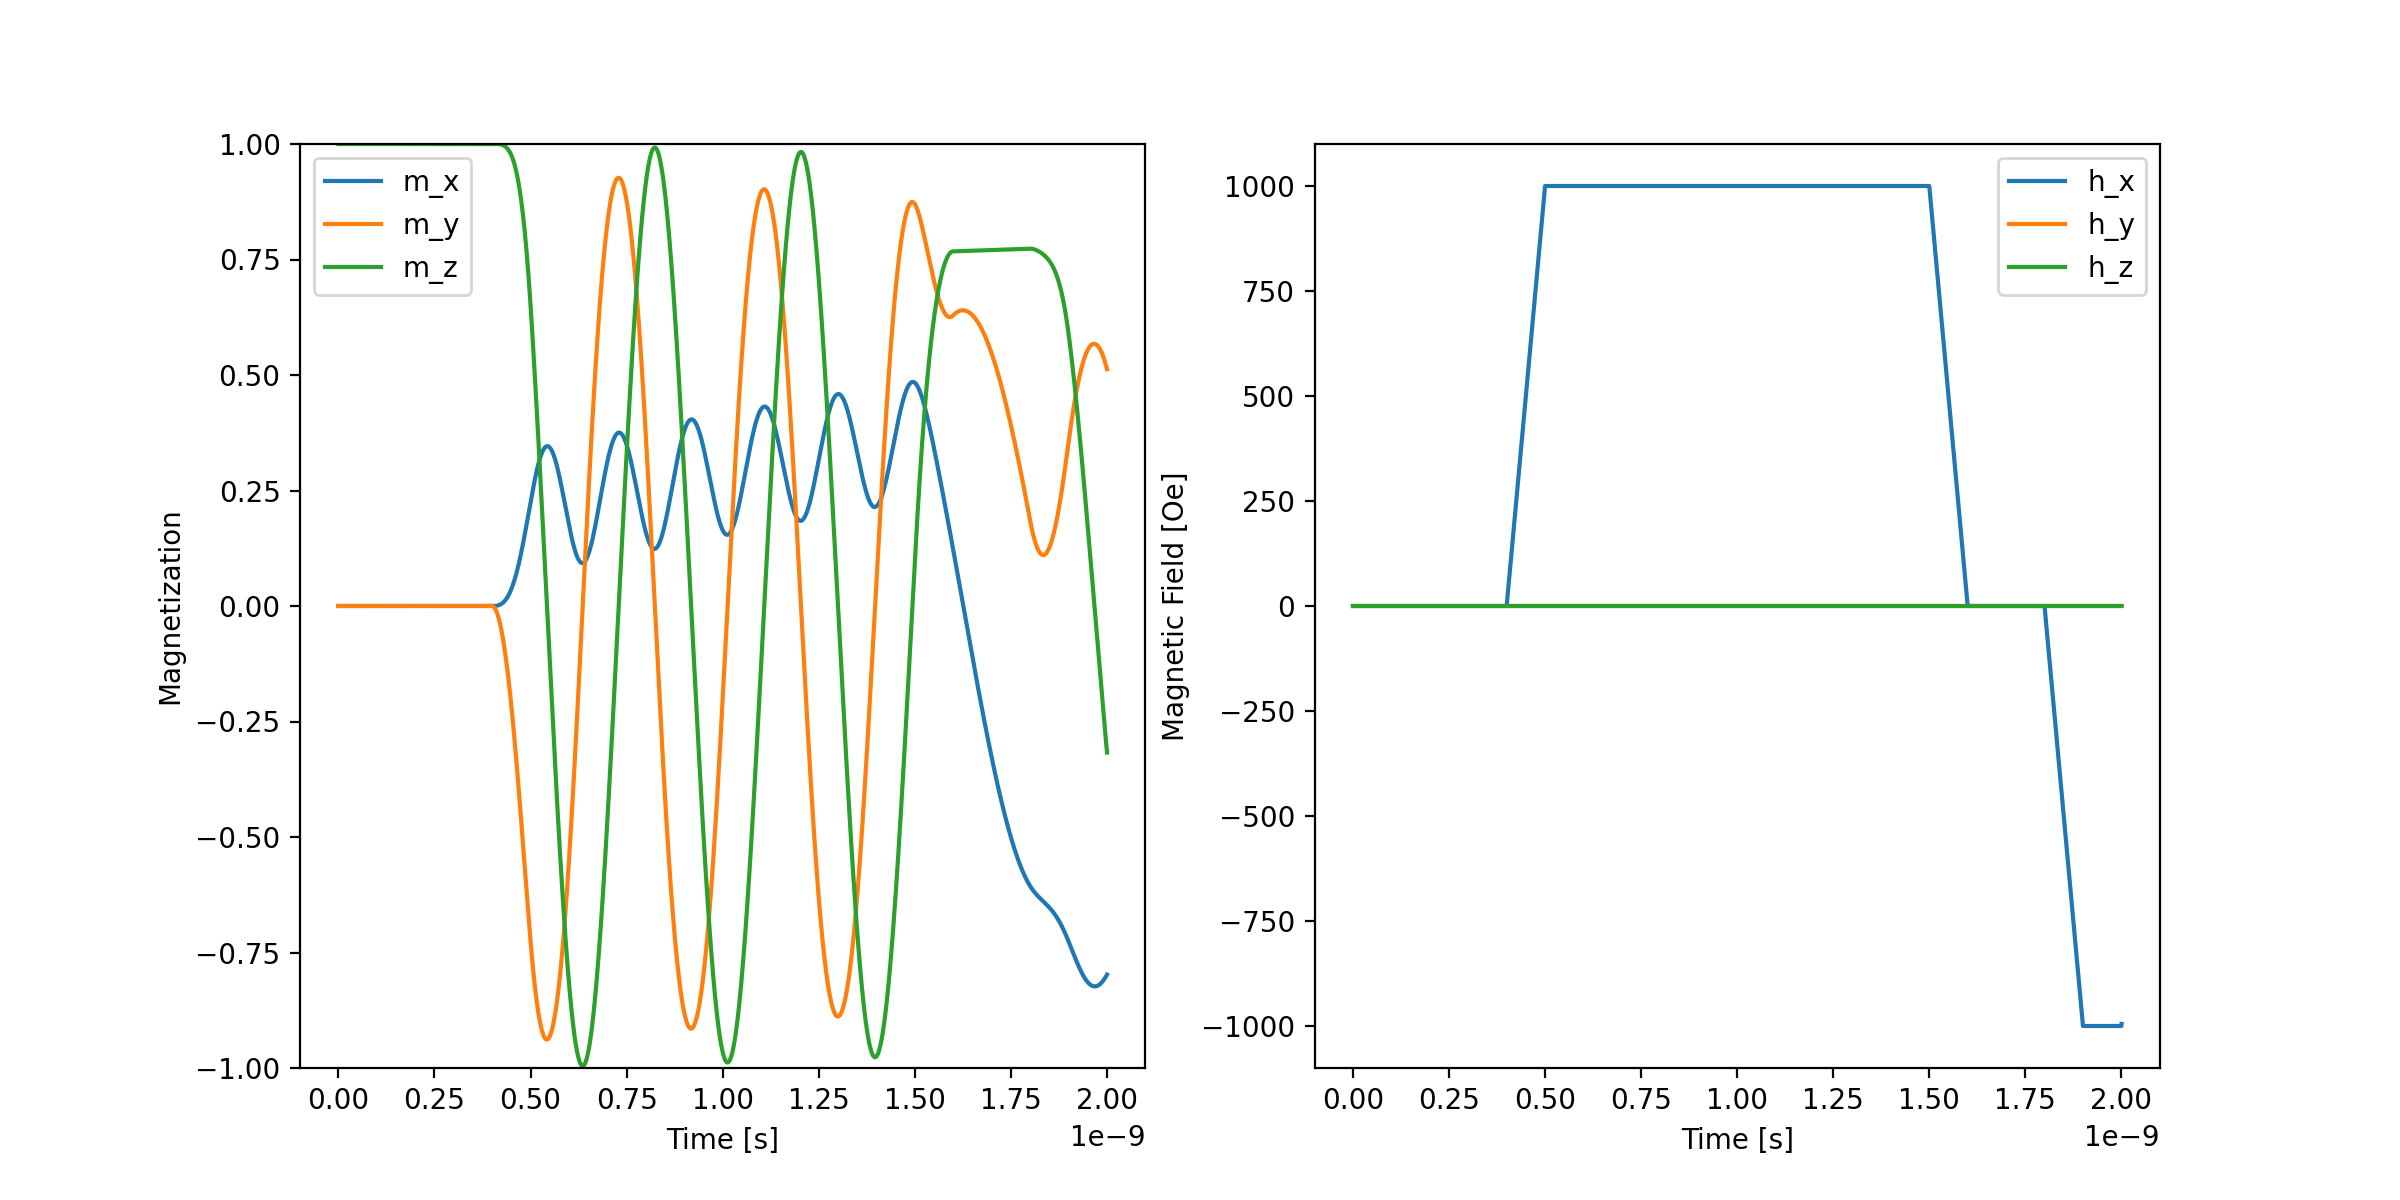 1.00
0.75
0.50
0.25
0.00
−0.25
−0.50
−0.75
−1.00
Magnetization
m_x
m_y
m_z
0.00 0.25 0.50 0.75 1.00 1.25 1.50 1.75 2.00
Time [s]
1e−9
1000
750
500
250
0
−250
−500
−750
−1000
Magnetic Field [Oe]
h_x
h_y
h_z
0.00 0.25 0.50 0.75 1.00 1.25 1.50 1.75 2.00
Time [s]
1e−9